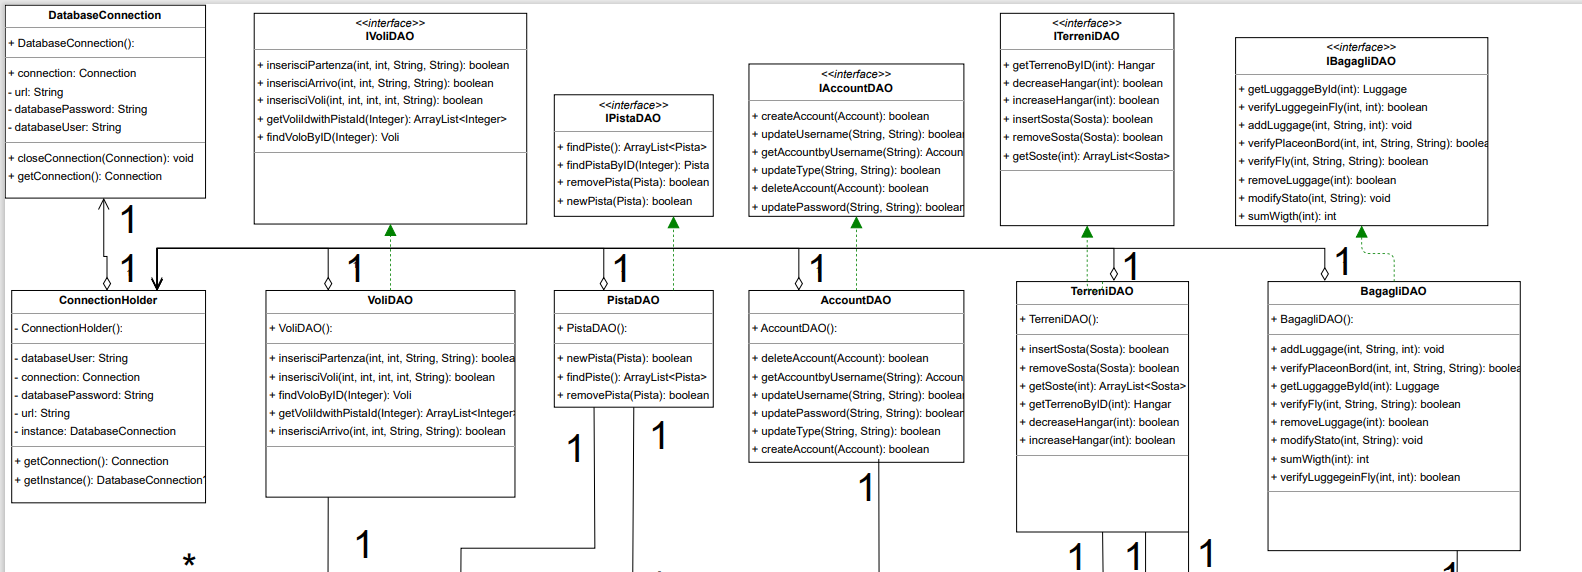 DatabaseConnection
+ DatabaseConnection():
+ connection: Connection
- url: String
- databasePassword: String
- databaseUser: String
+ closeConnection(Connection): void
+ getConnection(): Connection
<<interface>>
IVoliDAO
+ inserisciPartenza(int, int, String, String): boolean
+ inserisciArrivo(int, int, String, String): boolean
+ inserisciVoli(int, int, int, int, String): boolean
+ getVoliIdwithPistaId(Integer): ArrayList<Integer>
+ findVoloByID(Integer): Voli
<<interface>>
IPistaDAO
+ findPiste(): ArrayList<Pista>
+ findPistaByID(Integer): Pista
+ removePista(Pista): boolean
+ newPista(Pista): boolean
<<interface>>
IAccountDAO
+ createAccount(Account): boolean
+ updateUsername(String, String): boolear
+ getAccountbyUsername(String): Accoun
+ updateType(String, String): boolean
+ deleteAccount(Account): boolean
+ updatePassword(String, String): boolear
<<interface>>
ITerreniDAO
+ getTerrenoByID(int): Hangar
+ decreaseHangar(int): boolean
+ increaseHangar(int): boolean
+ insertSosta(Sosta): boolean
+ removeSosta(Sosta): boolean
+ getSoste(int): ArrayList<Sosta>
<<interface>>
IBagagliDAO
+ getLuggaggeById(int): Luggage
+ verifyLuggegeinFly(int, int): boolean
+ addLuggage(int, String, int): void
+ verifyPlaceonBord(int, int, String, String): boolea
+ verifyFly(int, String, String): boolean
+ removeLuggage(int): boolean
+ modifyStato(int, String): void
+ sumWigth(int): int
1
1
1
1
1
1
1
ConnectionHolder
- ConnectionHolder():
- databaseUser: String
- connection: Connection
- databasePassword: String
- url: String
- instance: DatabaseConnection
+ getConnection(): Connection
+ getInstance(): DatabaseConnection
VoliDAO
+ VoliDAO():
+ inserisciPartenza(int, int, String, String): boolea
+ inserisciVoli(int, int, int, int, String): boolean
+ findVoloByID(Integer): Voli
+ getVoliIdwithPistaId(Integer): ArrayList<Integer>
+ inserisciArrivo(int, int, String, String): boolean
PistaDAO
+ PistaDAO():
+ newPista(Pista): boolean
+ findPiste(): ArrayList<Pista>
+ removePista(Pista): boolean
AccountDAO
+ AccountDAO():
+ deleteAccount(Account): boolean
+ getAccountbyUsername(String): Accoun
+ updateUsername(String, String): boolear
+ updatePassword(String, String): boolear
+ updateType(String, String): boolean
+ createAccount(Account): boolean
TerreniDAO
+ TerreniDAO():
+ insertSosta(Sosta): boolean
+ removeSosta(Sosta): boolean
+ getSoste(int): ArrayList<Sosta>
+ getTerrenoByID(int): Hangar
+ decreaseHangar(int): boolean
+ increaseHangar(int): boolean
BagagliDAO
+ BagagliDAO():
+ addLuggage(int, String, int): void
+ verifyPlaceonBord(int, int, String, String): boolea
+ getLuggaggeById(int): Luggage
+ verifyFly(int, String, String): boolean
+ removeLuggage(int): boolean
+ modifyStato(int, String): void
+ sumWigth(int): int
+ verifyLuggegeinFly(int, int): boolean
1
1
1
1
1
1
1
1
*